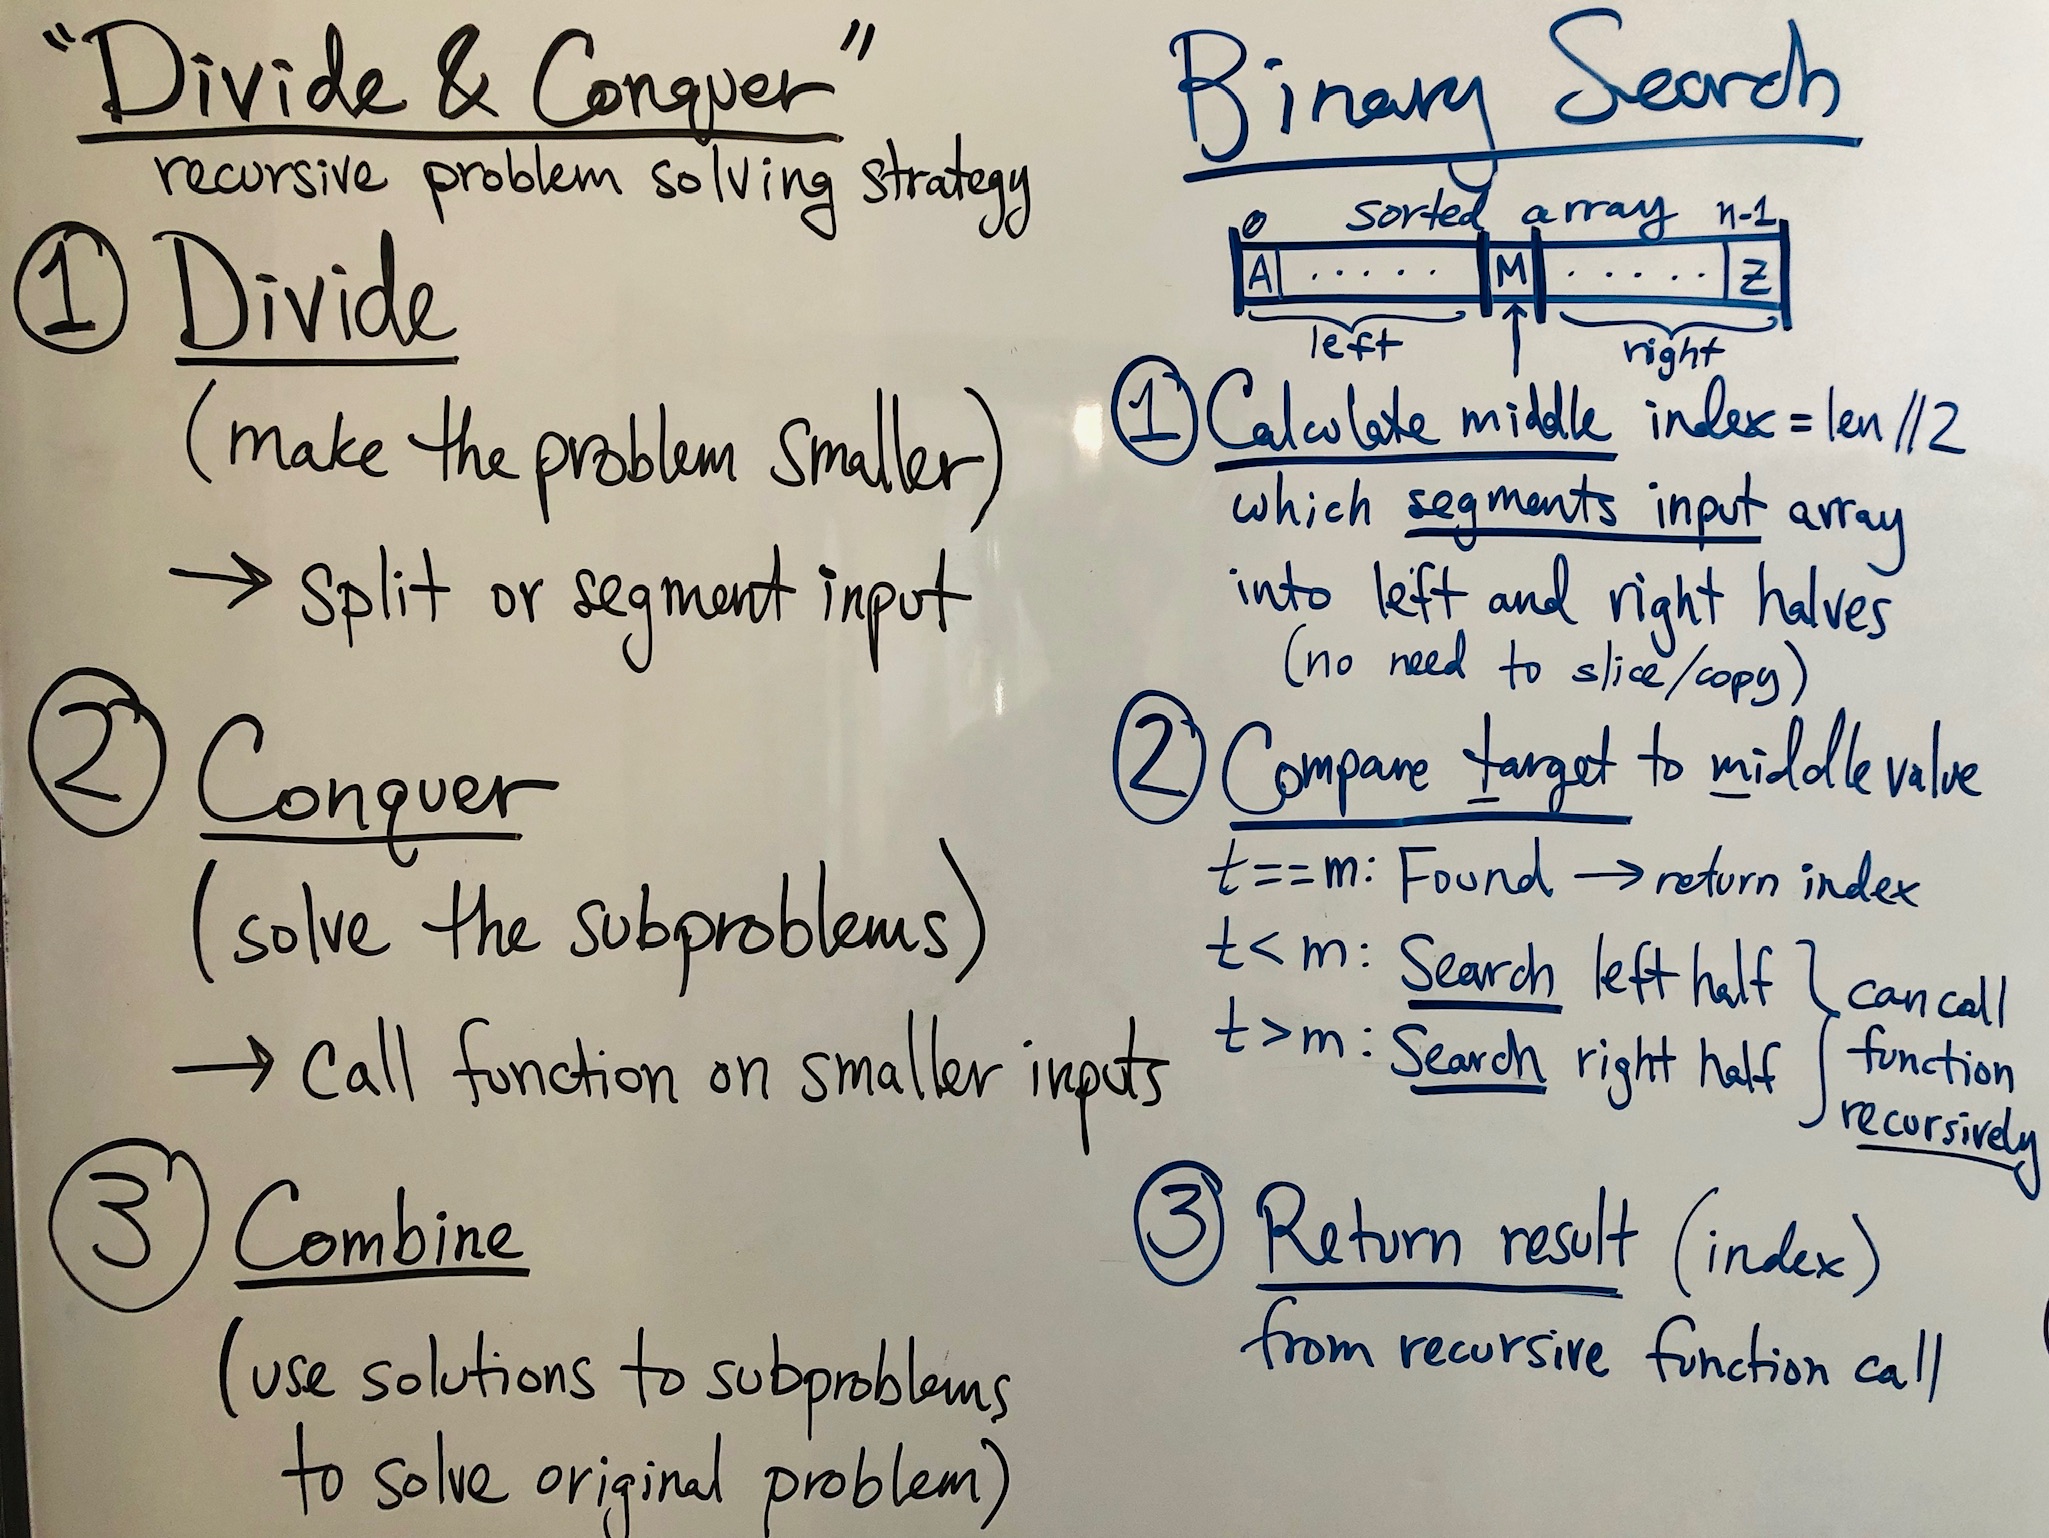 "Divide & Conquer"
recursive problem solving strategy
① Divide
(make the problem smaller)
→ split or segment input
② Conquer
(solve the subproblems)
→ call function on smaller inputs
③ Combine
(use solutions to subproblems
to solve original problem)
Binary Search
0 sorted array n-1
A ..... M ..... Z
left right
① Calculate middle index = len//2
which segments input array
into left and right halves
(no need to slice/copy)
② Compare target to middle value
t==m: Found → return index
t<m: Search left half
t>m: Search right half
can call
function
recursively
③ Return result (index)
from recursive function call